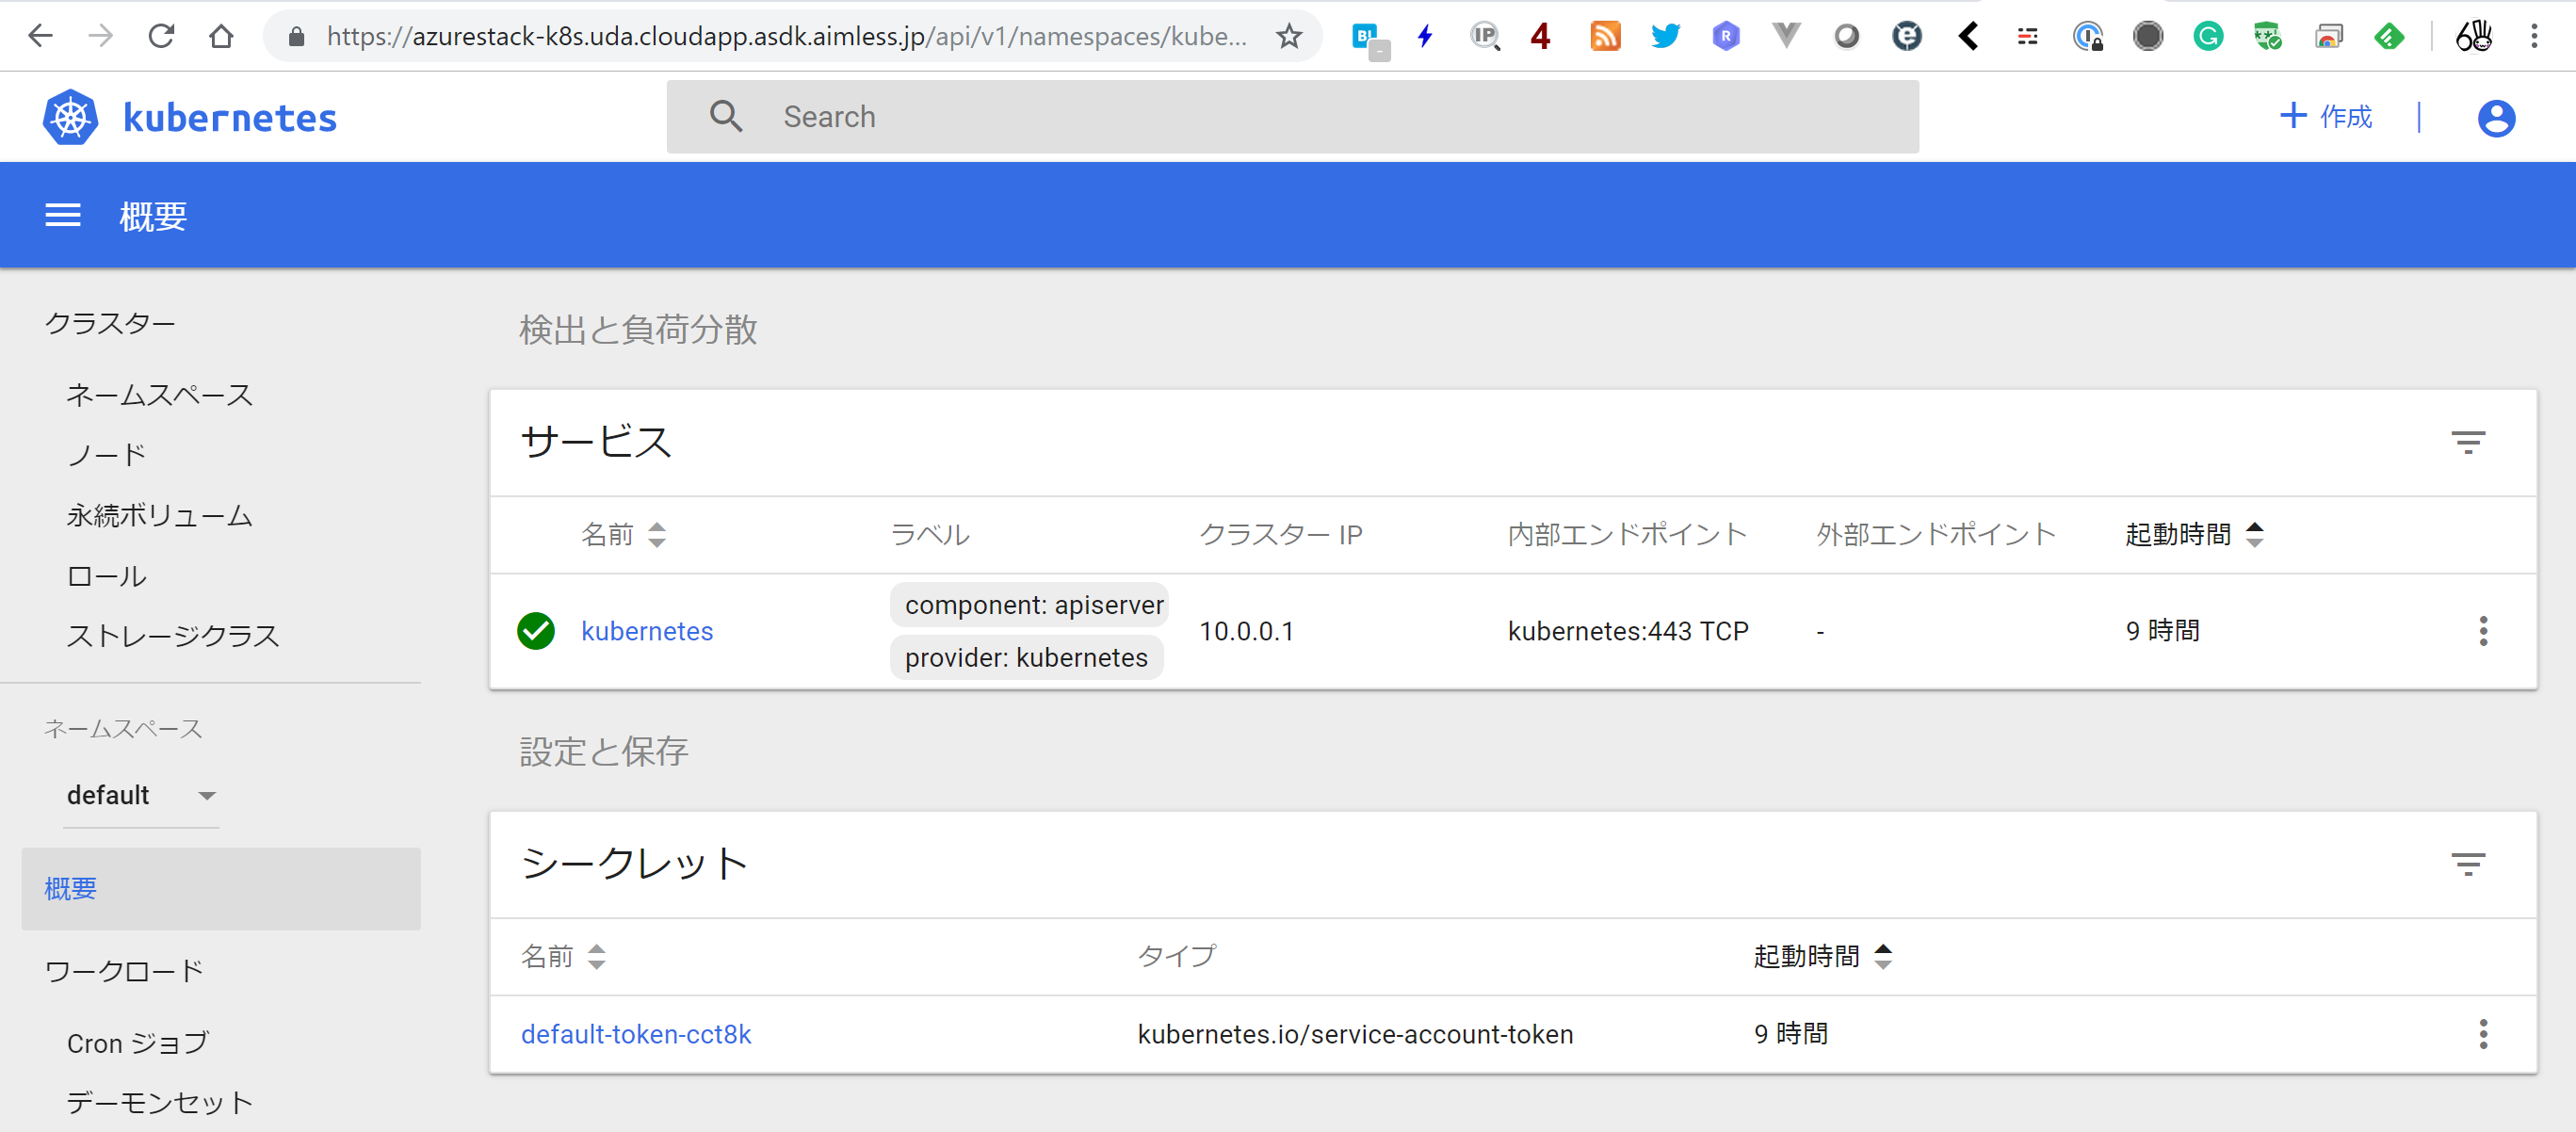 https://azurestack-k8s.uda.cloudapp.asdk.aimless.jp/api/v1/namespaces/kube...
kubernetes
Search
作成
概要
クラスター
ネームスペース
ノード
永続ボリューム
ロール
ストレージクラス
ネームスペース
default
概要
ワークロード
Cron ジョブ
デーモンセット
検出と負荷分散
サービス
名前 ラベル クラスター IP 内部エンドポイント 外部エンドポイント 起動時間
kubernetes component: apiserver 10.0.0.1 kubernetes:443 TCP - 9 時間
provider: kubernetes
設定と保存
シークレット
名前 タイプ 起動時間
default-token-cct8k kubernetes.io/service-account-token 9 時間